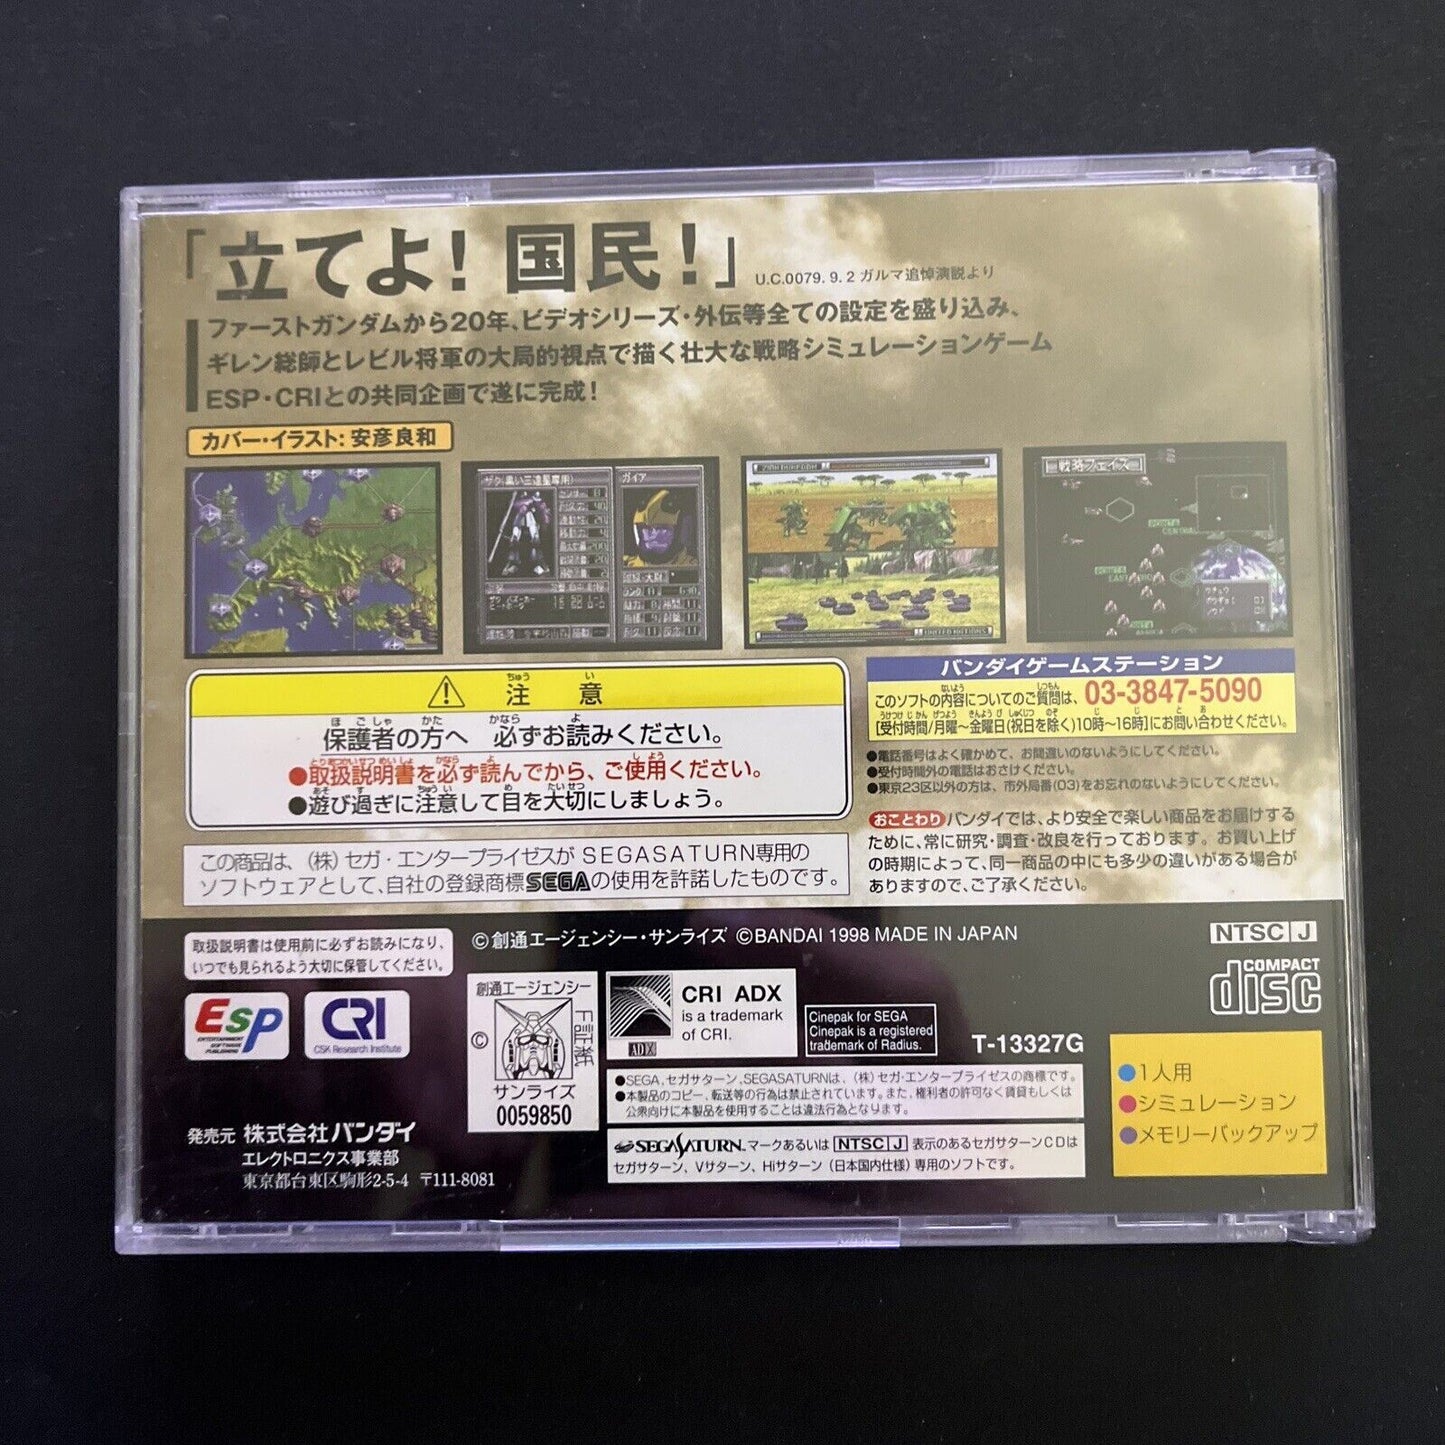 「立てよ！国民！」 U.C.0079. 9. 2 ガルマ追悼演説より
ファーストガンダムから20年、ビデオシリーズ・外伝等全ての設定を盛り込み、
ギレン総帥とレビル将軍の大局的視点で描く壮大な戦略シミュレーションゲーム
ESP・CRIとの共同企画で遂に完成！
カバー・イラスト：安彦良和
ザク(黒い三連星専用)
ガイア
戦略フェイズ
⚠ 注意
保護者の方へ 必ずお読みください。
●取扱説明書を必ず読んでから、ご使用ください。
●遊び過ぎに注意して目を大切にしましょう。
この商品は、（株）セガ・エンタープライゼスがSEGASATURN専用の
ソフトウェアとして、自社の登録商標SEGAの使用を許諾したものです。
バンダイゲームステーション
このソフトの内容についてのご質問は、03-3847-5090
［受付時間/月曜～金曜日(祝日を除く)10時～16時］にお問い合わせください。
●電話番号はよく確かめて、お間違いのないようにしてください。
●受付時間外の電話はおさけください。
●東京23区以外の方は、市外局番(03)をお忘れのないようにしてください。
おことわり バンダイでは、より安全で楽しい商品をお届けする
ために、常に研究・調査・改良を行っております。お買い上げ
の時期によって、同一商品の中にも多少の違いがある場合が
ありますので、ご了承ください。
取扱説明書は使用前に必ずお読みになり、
いつでも見られるよう大切に保管してください。
©創通エージェンシー・サンライズ ©BANDAI 1998 MADE IN JAPAN
NTSC J
COMPACT
disc
ESP
ENTERTAINMENT
SOFTWARE
PUBLISHING
CRI
CSK Research Institute
創通エージェンシー
©
証紙
サンライズ
0059850
ADX
CRI ADX
is a trademark
of CRI.
Cinepak for SEGA
Cinepak is a registered
trademark of Radius.
T-13327G
●SEGA、セガサターン、SEGASATURNは、（株）セガ・エンタープライゼスの商標です。
●本製品のコピー、転送等の行為は禁止されています。また、権利者の許可なく賃貸もしくは
公衆向けに本製品を使用することは違法行為となります。
SEGASATURN マークあるいは NTSC J 表示のあるセガサターンCDは
セガサターン、Vサターン、Hiサターン（日本国内仕様）専用のソフトです。
●1人用
●シミュレーション
●メモリーバックアップ
発売元 株式会社バンダイ
エレクトロニクス事業部
東京都台東区駒形2-5-4 〒111-8081